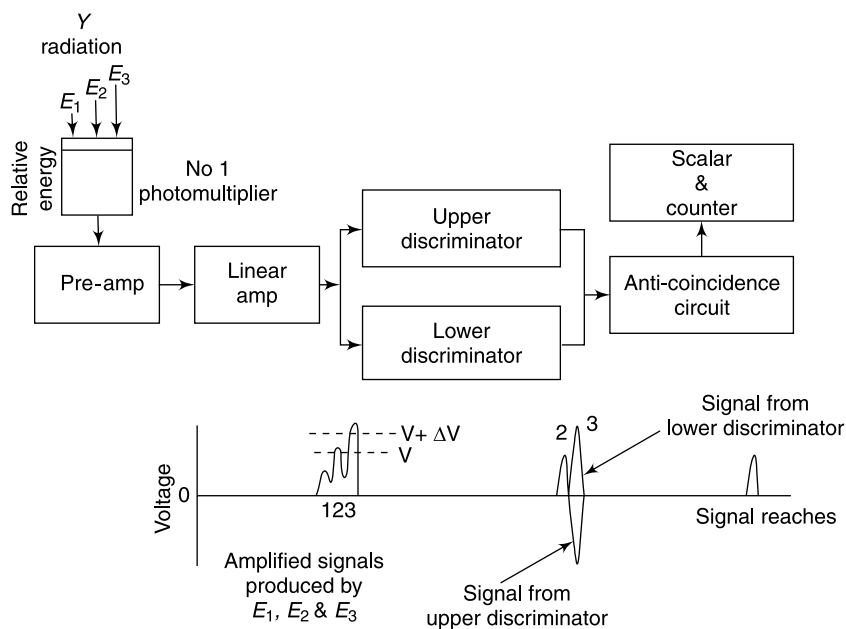 Y
radiation
E1 E2 E3
Relative
energy
No 1
photomultiplier
Pre-amp
Linear
amp
Upper
discriminator
Lower
discriminator
Scalar
&
counter
Anti-coincidence
circuit
Voltage
0
V + ΔV
V
123
Amplified signals
produced by
E1, E2 & E3
2
3
Signal from
lower discriminator
Signal from
upper discriminator
Signal reaches